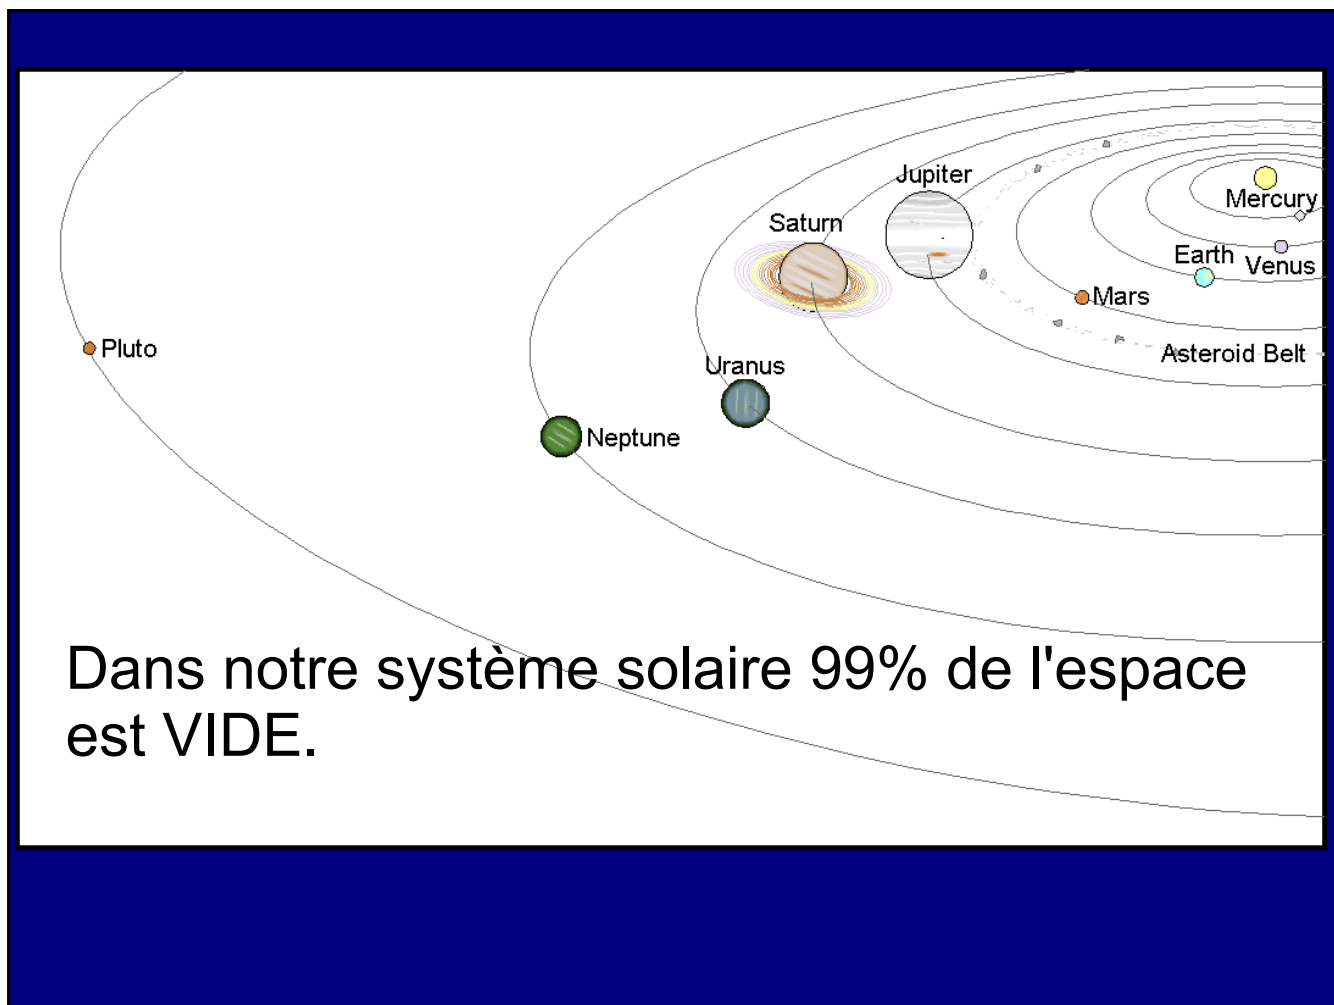 Jupiter
Mercury
Saturn
Earth
Venus
Mars
Pluto
Asteroid Belt
Uranus
Neptune
Dans notre système solaire 99% de l'espace
est VIDE.